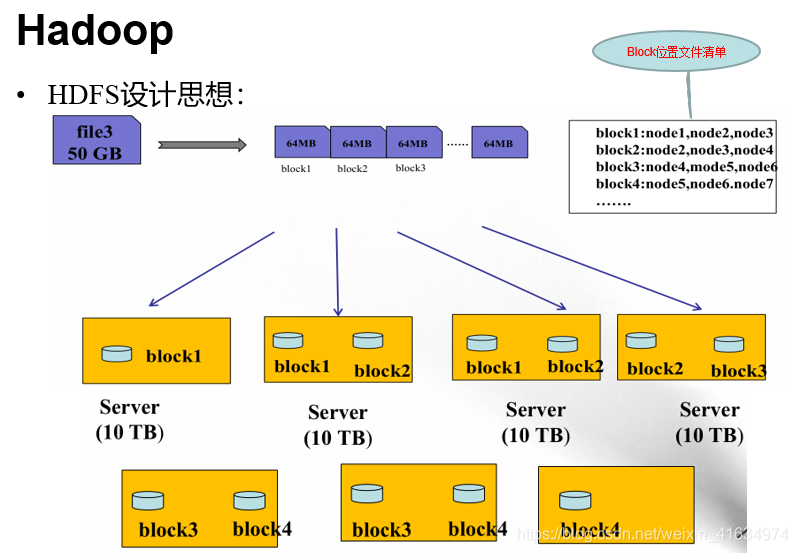 Hadoop
Block位置文件清单
• HDFS设计思想：
file3
50 GB
64MB 64MB 64MB ...... 64MB
block1 block2 block3
block1:node1,node2,node3
block2:node2,node3,node4
block3:node4,mode5,node6
block4:node5,node6.node7
…….
block1
block1 block2
block1 block2
block2 block3
Server
(10 TB)
Server
(10 TB)
Server
(10 TB)
Server
(10 TB)
block3 block4
block3 block4
block4
https://blog.csdn.net/weixin_41634974